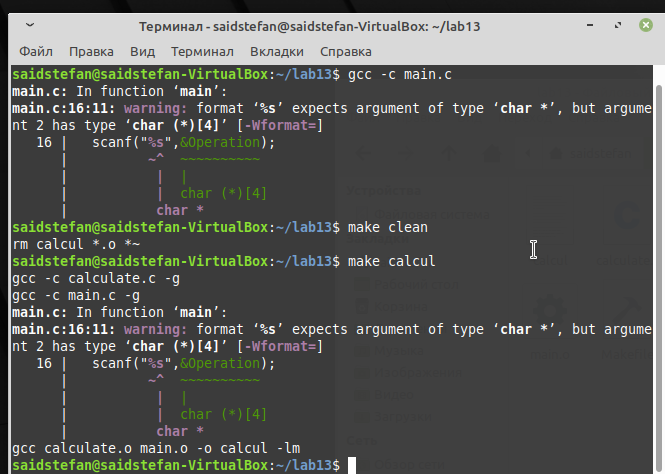 Терминал - saidstefan@saidstefan-VirtualBox: ~/lab13
Файл Правка Вид Терминал Вкладки Справка
saidstefan@saidstefan-VirtualBox:~/lab13$ gcc -c main.c
main.c: In function ‘main’:
main.c:16:11: warning: format ‘%s’ expects argument of type ‘char *’, but argume
nt 2 has type ‘char (*)[4]’ [-Wformat=]
   16 |   scanf("%s",&Operation);
      |          ~^  ~~~~~~~~~~
      |           |  |
      |           |  char (*)[4]
      |           char *
saidstefan@saidstefan-VirtualBox:~/lab13$ make clean
rm calcul *.o *~
saidstefan@saidstefan-VirtualBox:~/lab13$ make calcul
gcc -c calculate.c -g
gcc -c main.c -g
main.c: In function ‘main’:
main.c:16:11: warning: format ‘%s’ expects argument of type ‘char *’, but argume
nt 2 has type ‘char (*)[4]’ [-Wformat=]
   16 |   scanf("%s",&Operation);
      |          ~^  ~~~~~~~~~~
      |           |  |
      |           |  char (*)[4]
      |           char *
gcc calculate.o main.o -o calcul -lm
saidstefan@saidstefan-VirtualBox:~/lab13$